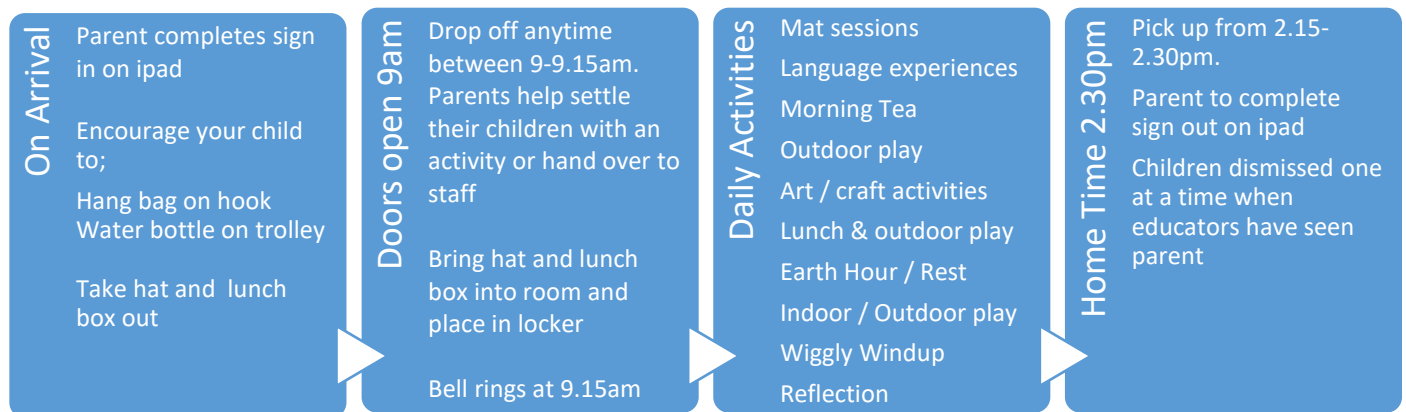 On Arrival
Parent completes sign
in on ipad
Encourage your child
to;
Hang bag on hook
Water bottle on trolley
Take hat and lunch
box out
Doors open 9am
Drop off anytime
between 9-9.15am.
Parents help settle
their children with an
activity or hand over to
staff
Bring hat and lunch
box into room and
place in locker
Bell rings at 9.15am
Daily Activities
Mat sessions
Language experiences
Morning Tea
Outdoor play
Art / craft activities
Lunch & outdoor play
Earth Hour / Rest
Indoor / Outdoor play
Wiggly Windup
Reflection
Home Time 2.30pm
Pick up from 2.15-
2.30pm.
Parent to complete
sign out on ipad
Children dismissed one
at a time when
educators have seen
parent